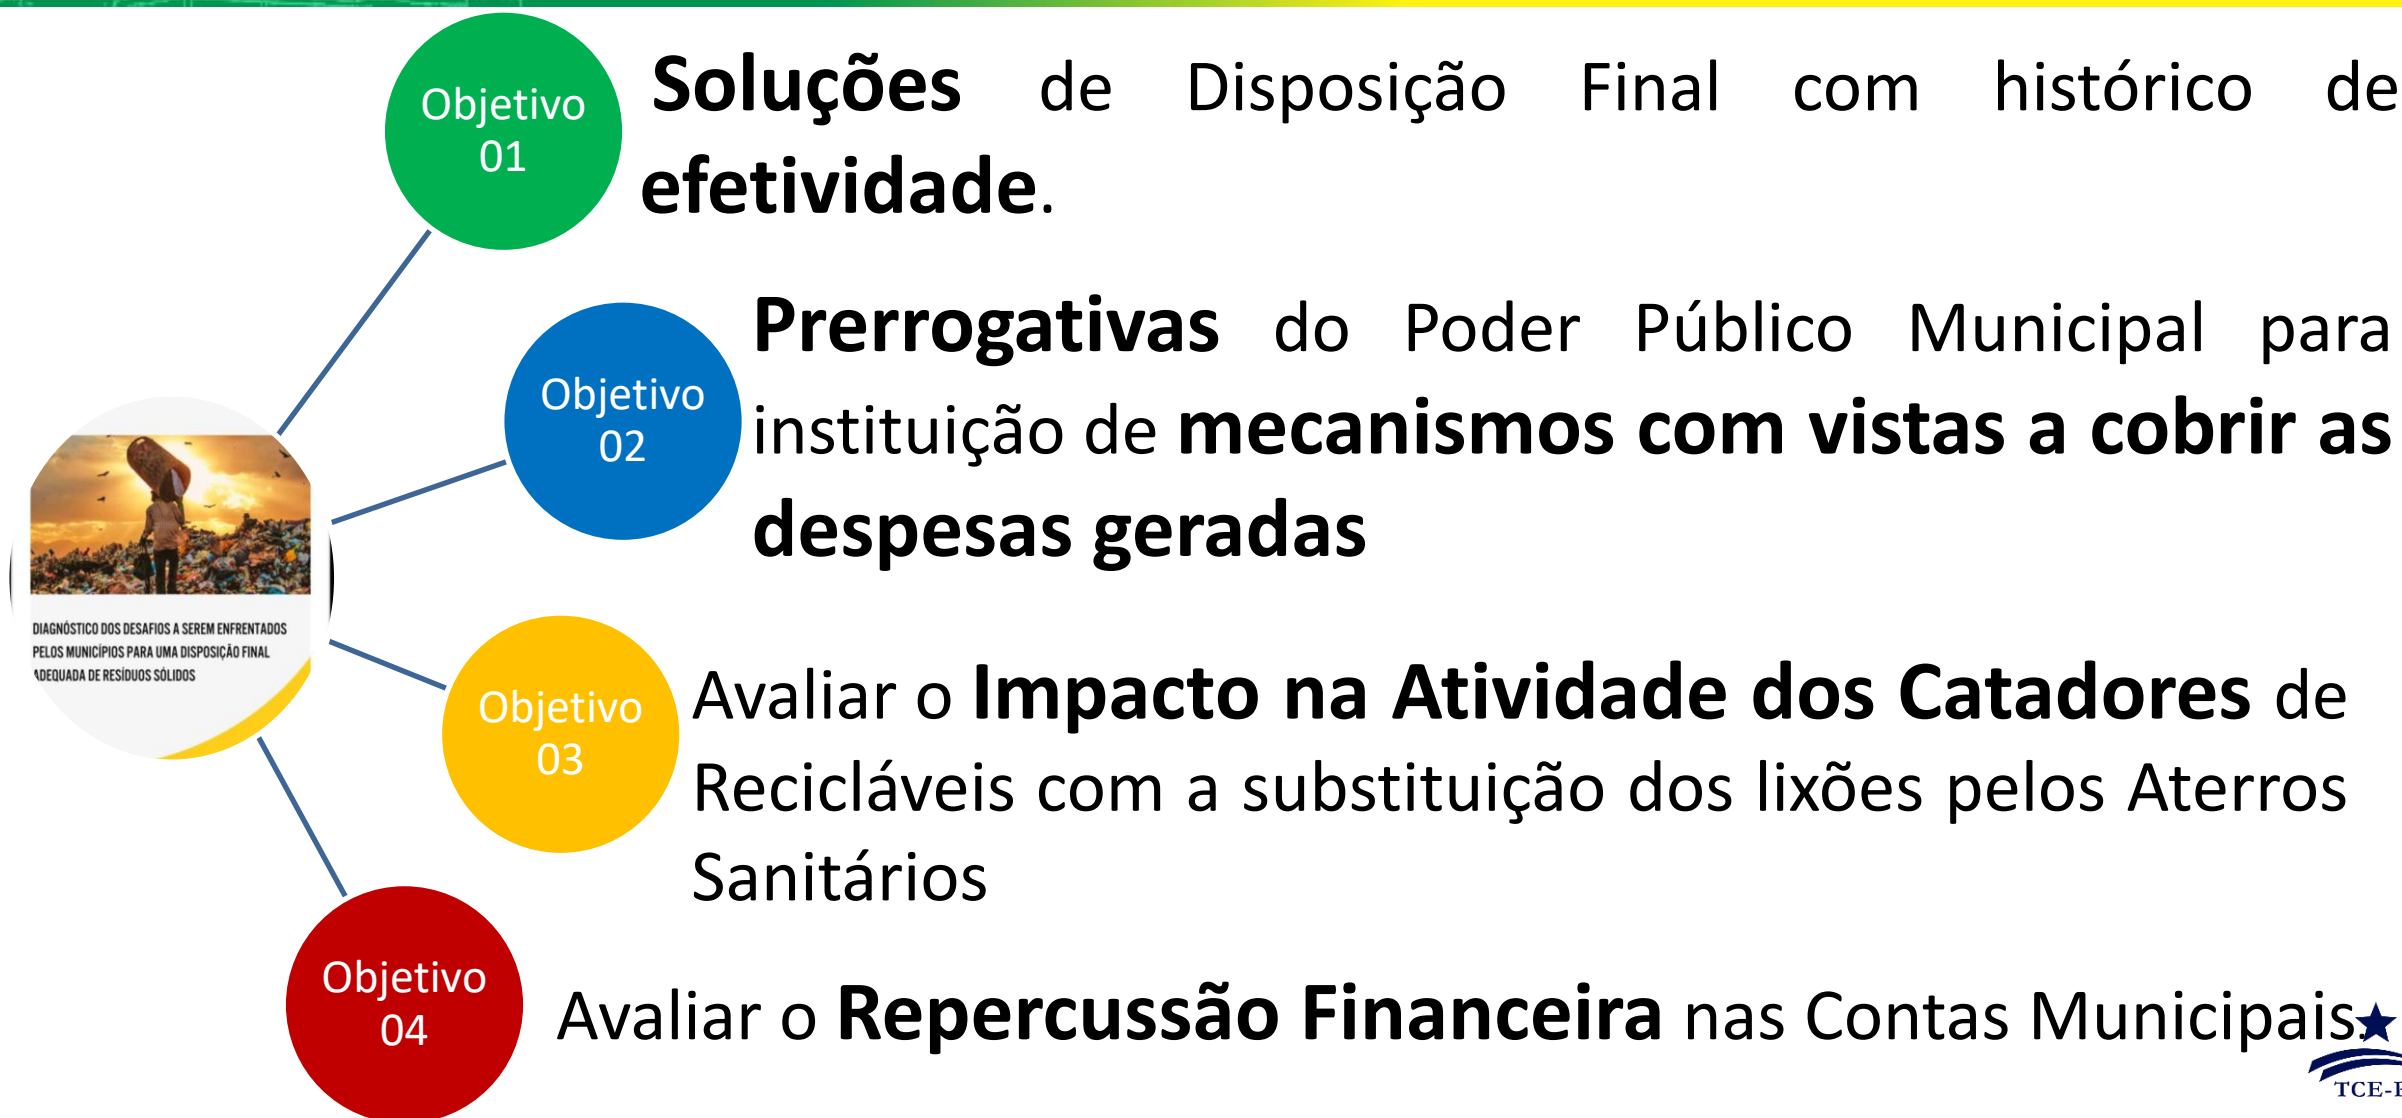 Objetivo
01
Soluções de Disposição Final com histórico de
efetividade.
Objetivo
02
Prerrogativas do Poder Público Municipal para
instituição de mecanismos com vistas a cobrir as
despesas geradas
DIAGNÓSTICO DOS DESAFIOS A SEREM ENFRENTADOS
PELOS MUNICÍPIOS PARA UMA DISPOSIÇÃO FINAL
ADEQUADA DE RESÍDUOS SÓLIDOS
Objetivo
03
Avaliar o Impacto na Atividade dos Catadores de
Recicláveis com a substituição dos lixões pelos Aterros
Sanitários
Objetivo
04
Avaliar o Repercussão Financeira nas Contas Municipais.